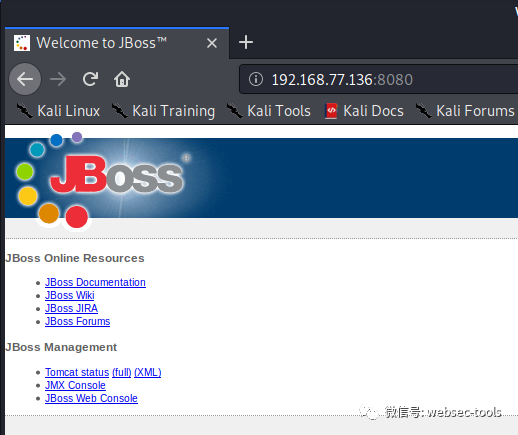 Welcome to JBoss™
192.168.77.136:8080
Kali Linux Kali Training Kali Tools Kali Docs Kali Forums
JBoss
JBoss Online Resources
JBoss Documentation
JBoss Wiki
JBoss JIRA
JBoss Forums
JBoss Management
Tomcat status (full) (XML)
JMX Console
JBoss Web Console
微信号: websec-tools